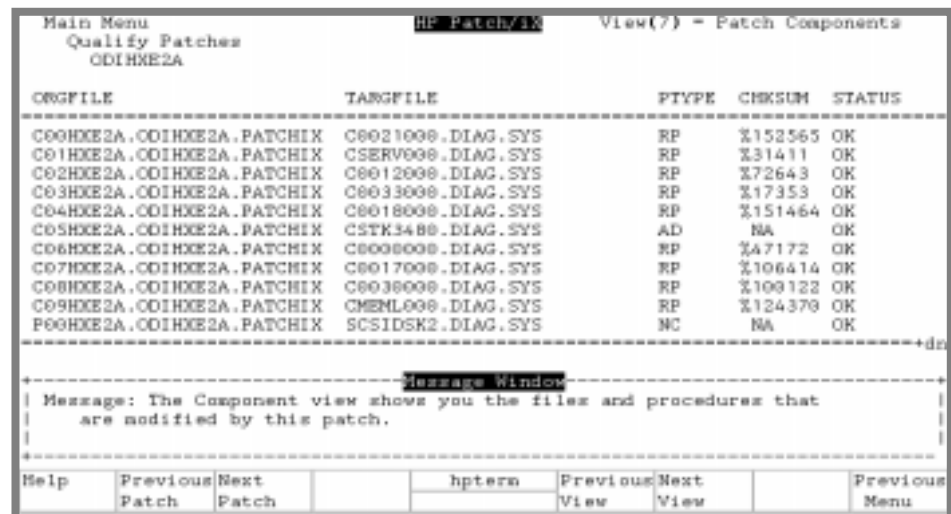 Main Menu HP Patch/iX View(7) - Patch Components
Qualify Patches
ODIHXE2A
ORGFILE TARGFILE PTYPE CHKSUM STATUS
C00HXE2A.ODIHXE2A.PATCHIX C0021000.DIAG.SYS RP %152565 OK
C01HXE2A.ODIHXE2A.PATCHIX CSERV000.DIAG.SYS RP %31411 OK
C02HXE2A.ODIHXE2A.PATCHIX C0012000.DIAG.SYS RP %72643 OK
C03HXE2A.ODIHXE2A.PATCHIX C0033000.DIAG.SYS RP %17353 OK
C04HXE2A.ODIHXE2A.PATCHIX C0018000.DIAG.SYS RP %151464 OK
C05HXE2A.ODIHXE2A.PATCHIX CSTK3480.DIAG.SYS AD NA OK
C06HXE2A.ODIHXE2A.PATCHIX C0000000.DIAG.SYS RP %47172 OK
C07HXE2A.ODIHXE2A.PATCHIX C0017000.DIAG.SYS RP %106414 OK
C08HXE2A.ODIHXE2A.PATCHIX C0030000.DIAG.SYS RP %100122 OK
C09HXE2A.ODIHXE2A.PATCHIX CMEML000.DIAG.SYS RP %124370 OK
P00HXE2A.ODIHXE2A.PATCHIX SCSIDSK2.DIAG.SYS NC NA OK
+dn
Message Window
Message: The Component view shows you the files and procedures that
are modified by this patch.
Help Previous Next hpterm Previous Next Previous
Patch Patch View View Menu